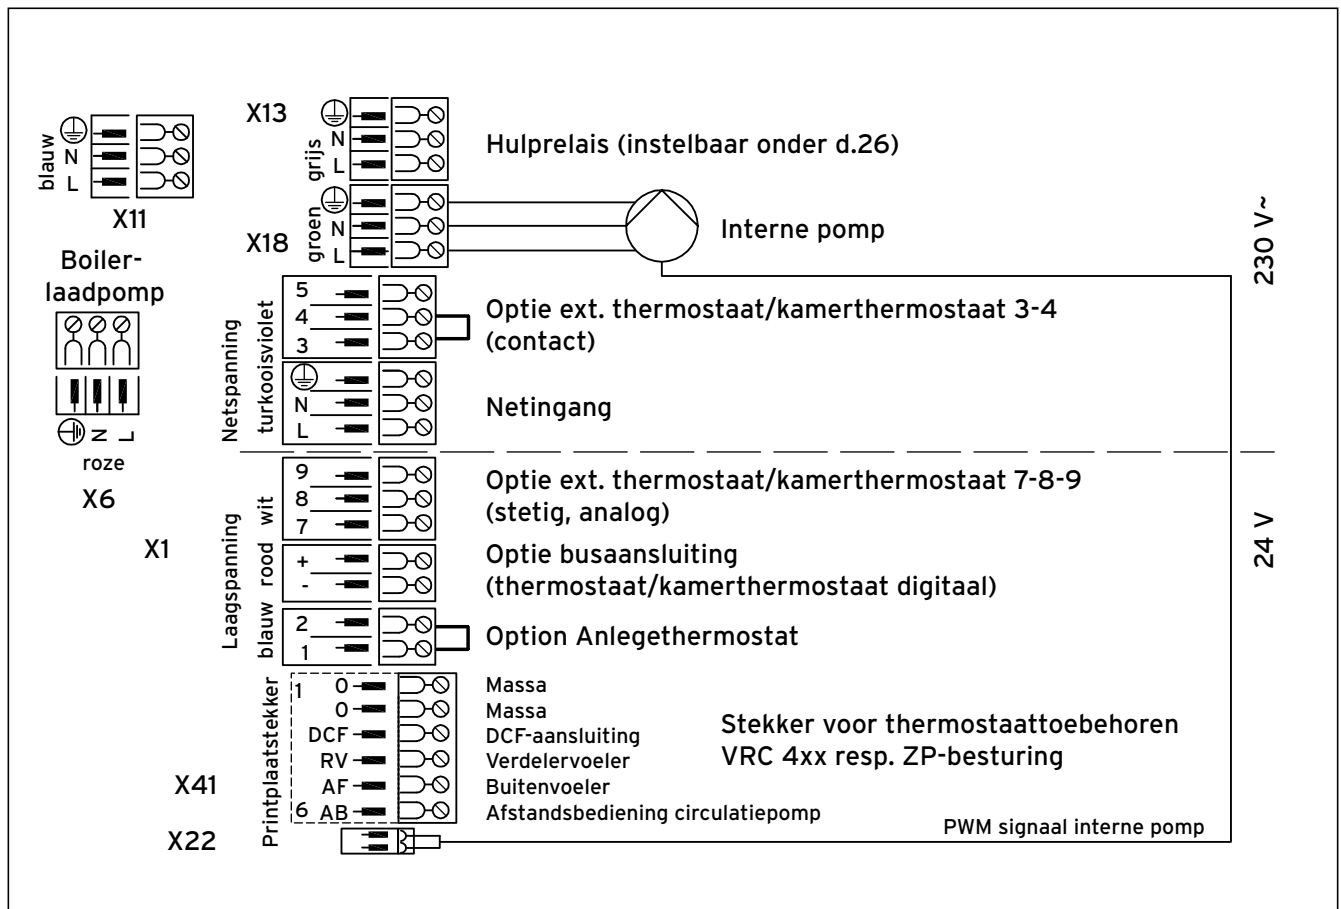 blauw
N
L
X11
Boiler-
laadpomp
N
L
roze
X6
X13
grijs
N
L
Hulprelais (instelbaar onder d.26)
X18
groen
N
L
Interne pomp
Netspanning
turkooisviolet
5
4
3
Optie ext. thermostaat/kamerthermostaat 3-4
(contact)
N
L
Netingang
230 V~
X1
Laagspanning
wit
9
8
7
Optie ext. thermostaat/kamerthermostaat 7-8-9
(stetig, analog)
24 V
rood
+
-
Optie busaansluiting
(thermostaat/kamerthermostaat digitaal)
blauw
2
1
Option Anlegethermostat
X41
Printplaatstekker
1 0 Massa
0 Massa
DCF DCF-aansluiting
RV Verdelervoeler
AF Buitenvoeler
6 AB Afstandsbediening circulatiepomp
Stekker voor thermostaattoebehoren
VRC 4xx resp. ZP-besturing
X22
PWM signaal interne pomp